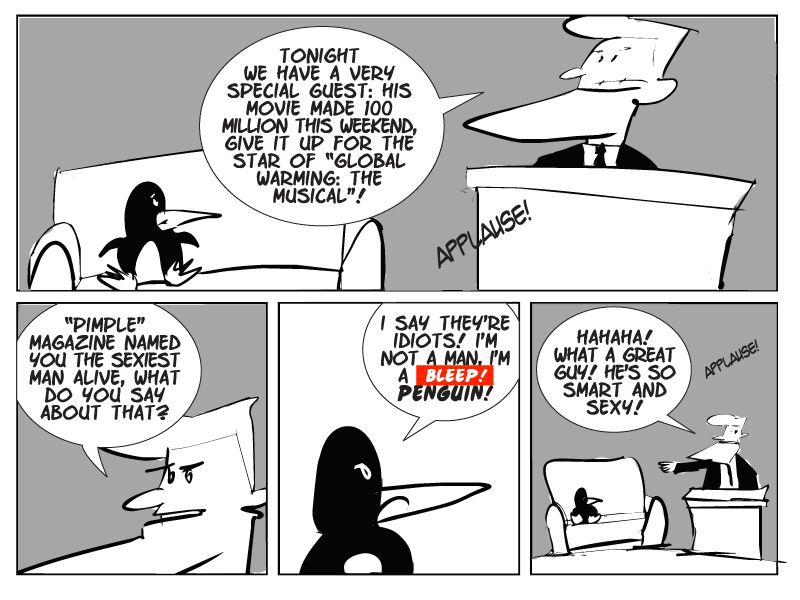 TONIGHT
WE HAVE A VERY
SPECIAL GUEST: HIS
MOVIE MADE 100
MILLION THIS WEEKEND,
GIVE IT UP FOR THE
STAR OF "GLOBAL
WARMING: THE
MUSICAL"!
APPLAUSE!
"PIMPLE"
MAGAZINE NAMED
YOU THE SEXIEST
MAN ALIVE, WHAT
DO YOU SAY
ABOUT THAT?
I SAY THEY'RE
IDIOTS! I'M
NOT A MAN, I'M
A BLEEP!
PENGUIN!
HAHAHA!
WHAT A GREAT
GUY! HE'S SO
SMART AND
SEXY!
APPLAUSE!